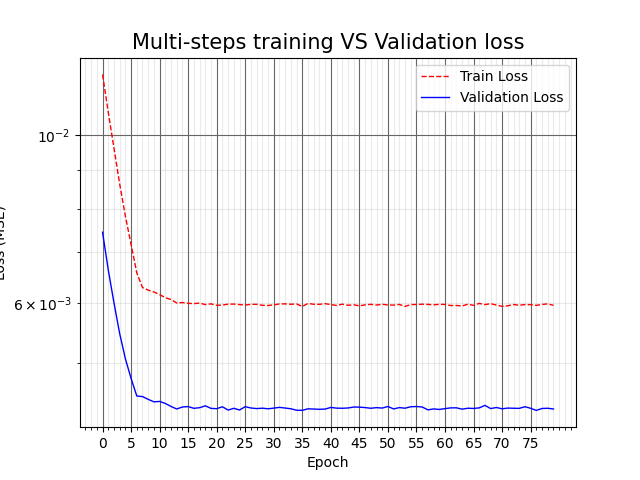 Multi-steps training VS Validation loss
Train Loss
Validation Loss
10⁻²
6 × 10⁻³
Loss (MSE)
0 5 10 15 20 25 30 35 40 45 50 55 60 65 70 75
Epoch